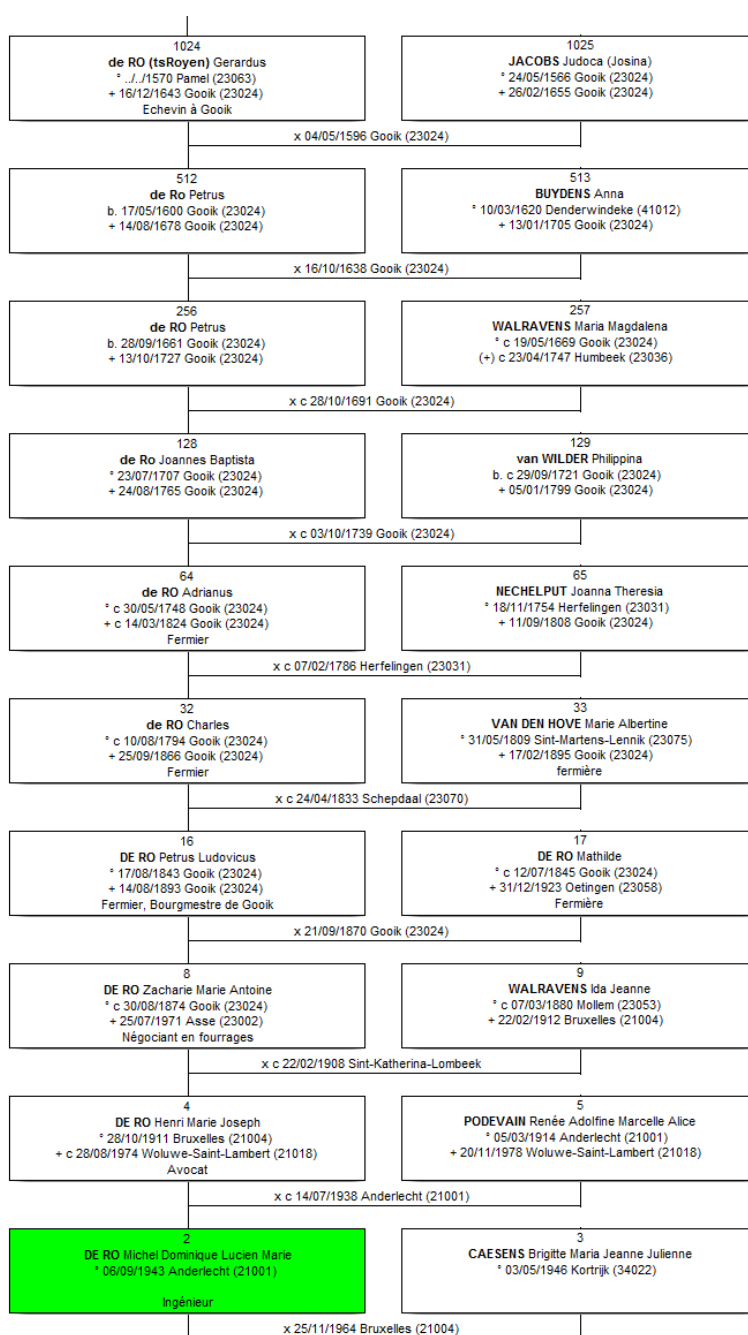 1024
de RO (tsRoyen) Gerardus
° ../../1570 Pamel (23063)
+ 16/12/1643 Gooik (23024)
Echevin à Gooik
1025
JACOBS Judoca (Josina)
° 24/05/1566 Gooik (23024)
+ 26/02/1655 Gooik (23024)
x 04/05/1596 Gooik (23024)
512
de Ro Petrus
b. 17/05/1600 Gooik (23024)
+ 14/08/1678 Gooik (23024)
513
BUYDENS Anna
° 10/03/1620 Denderwindeke (41012)
+ 13/01/1705 Gooik (23024)
x 16/10/1638 Gooik (23024)
256
de RO Petrus
b. 28/09/1661 Gooik (23024)
+ 13/10/1727 Gooik (23024)
257
WALRAVENS Maria Magdalena
° c 19/05/1669 Gooik (23024)
(+) c 23/04/1747 Humbeek (23036)
x c 28/10/1691 Gooik (23024)
128
de Ro Joannes Baptista
° 23/07/1707 Gooik (23024)
+ 24/08/1765 Gooik (23024)
129
van WILDER Philippina
b. c 29/09/1721 Gooik (23024)
+ 05/01/1799 Gooik (23024)
x c 03/10/1739 Gooik (23024)
64
de RO Adrianus
° c 30/05/1748 Gooik (23024)
+ c 14/03/1824 Gooik (23024)
Fermier
65
NECHELPUT Joanna Theresia
° 18/11/1754 Herfelingen (23031)
+ 11/09/1808 Gooik (23024)
x c 07/02/1786 Herfelingen (23031)
32
de RO Charles
° c 10/08/1794 Gooik (23024)
+ 25/09/1866 Gooik (23024)
Fermier
33
VAN DEN HOVE Marie Albertine
° 31/05/1809 Sint-Martens-Lennik (23075)
+ 17/02/1895 Gooik (23024)
fermière
x c 24/04/1833 Schepdaal (23070)
16
DE RO Petrus Ludovicus
° 17/08/1843 Gooik (23024)
+ 14/08/1893 Gooik (23024)
Fermier, Bourgmestre de Gooik
17
DE RO Mathilde
° c 12/07/1845 Gooik (23024)
+ 31/12/1923 Oetingen (23058)
Fermière
x 21/09/1870 Gooik (23024)
8
DE RO Zacharie Marie Antoine
° c 30/08/1874 Gooik (23024)
+ 25/07/1971 Asse (23002)
Négociant en fourrages
9
WALRAVENS Ida Jeanne
° c 07/03/1880 Mollem (23053)
+ 22/02/1912 Bruxelles (21004)
x c 22/02/1908 Sint-Katherina-Lombeek
4
DE RO Henri Marie Joseph
° 28/10/1911 Bruxelles (21004)
+ c 28/08/1974 Woluwe-Saint-Lambert (21018)
Avocat
5
PODEVAIN Renée Adolfine Marcelle Alice
° 05/03/1914 Anderlecht (21001)
+ 20/11/1978 Woluwe-Saint-Lambert (21018)
x c 14/07/1938 Anderlecht (21001)
2
DE RO Michel Dominique Lucien Marie
° 06/09/1943 Anderlecht (21001)
Ingénieur
3
CAESENS Brigitte Maria Jeanne Julienne
° 03/05/1946 Kortrijk (34022)
x 25/11/1964 Bruxelles (21004)